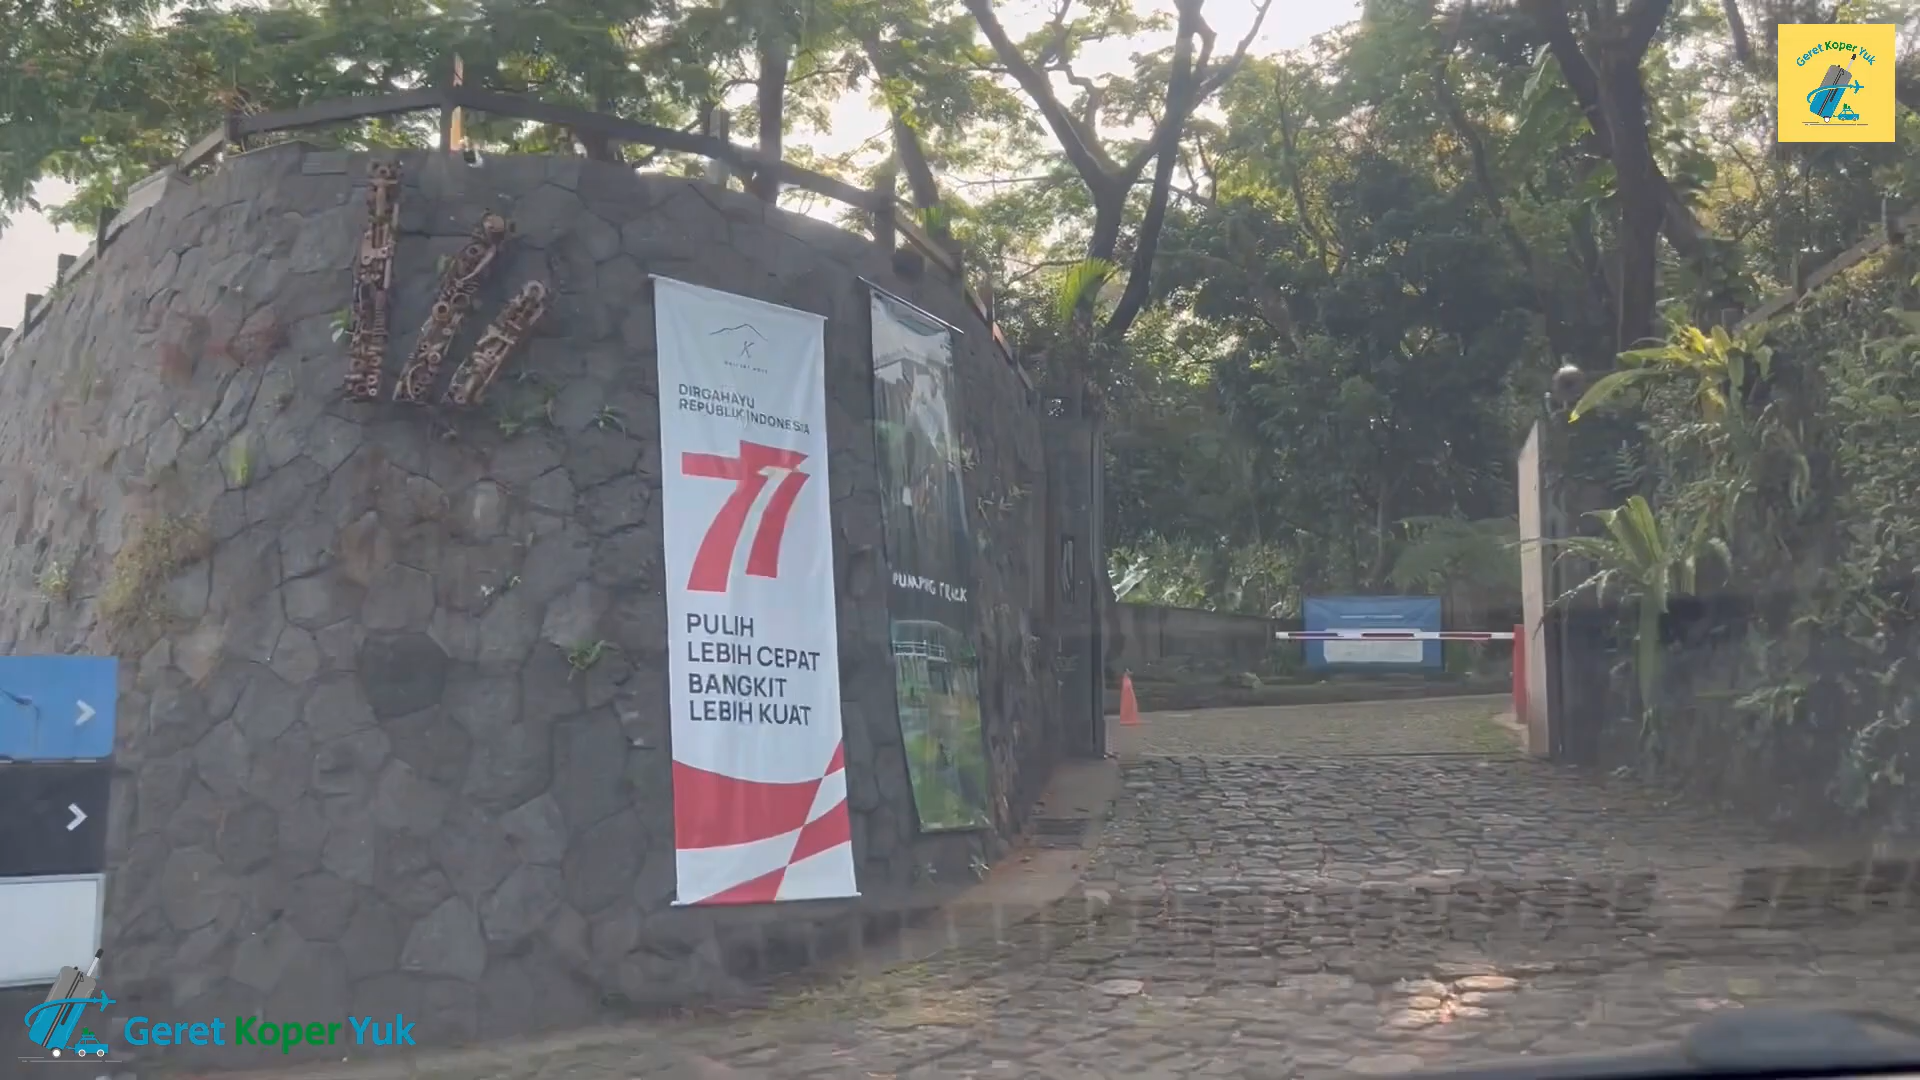 Geret Koper Yuk
K
DIRGAHAYU
REPUBLIK INDONESIA
77
PULIH
LEBIH CEPAT
BANGKIT
LEBIH KUAT
PUMPING TRACK
Geret Koper Yuk